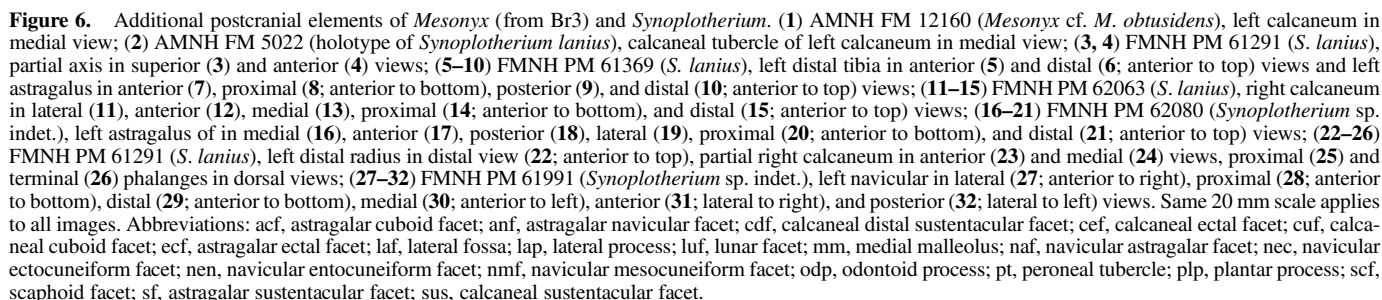 Figure 6. Additional postcranial elements of Mesonyx (from Br3) and Synoplotherium. (1) AMNH FM 12160 (Mesonyx cf. M. obtusidens), left calcaneum in
medial view; (2) AMNH FM 5022 (holotype of Synoplotherium lanius), calcaneal tubercle of left calcaneum in medial view; (3, 4) FMNH PM 61291 (S. lanius),
partial axis in superior (3) and anterior (4) views; (5–10) FMNH PM 61369 (S. lanius), left distal tibia in anterior (5) and distal (6; anterior to top) views and left
astragalus in anterior (7), proximal (8; anterior to bottom), posterior (9), and distal (10; anterior to top) views; (11–15) FMNH PM 62063 (S. lanius), right calcaneum
in lateral (11), anterior (12), medial (13), proximal (14; anterior to bottom), and distal (15; anterior to top) views; (16–21) FMNH PM 62080 (Synoplotherium sp.
indet.), left astragalus of in medial (16), anterior (17), posterior (18), lateral (19), proximal (20; anterior to bottom), and distal (21; anterior to top) views; (22–26)
FMNH PM 61291 (S. lanius), left distal radius in distal view (22; anterior to top), partial right calcaneum in anterior (23) and medial (24) views, proximal (25) and
terminal (26) phalanges in dorsal views; (27–32) FMNH PM 61991 (Synoplotherium sp. indet.), left navicular in lateral (27; anterior to right), proximal (28; anterior
to bottom), distal (29; anterior to bottom), medial (30; anterior to left), anterior (31; lateral to right), and posterior (32; lateral to left) views. Same 20 mm scale applies
to all images. Abbreviations: acf, astragalar cuboid facet; anf, astragalar navicular facet; cdf, calcaneal distal sustentacular facet; cef, calcaneal ectal facet; cuf, calca-
neal cuboid facet; ecf, astragalar ectal facet; laf, lateral fossa; lap, lateral process; luf, lunar facet; mm, medial malleolus; naf, navicular astragalar facet; nec, navicular
ectocuneiform facet; nen, navicular entocuneiform facet; nmf, navicular mesocuneiform facet; odp, odontoid process; pt, peroneal tubercle; plp, plantar process; scf,
scaphoid facet; sf, astragalar sustentacular facet; sus, calcaneal sustentacular facet.